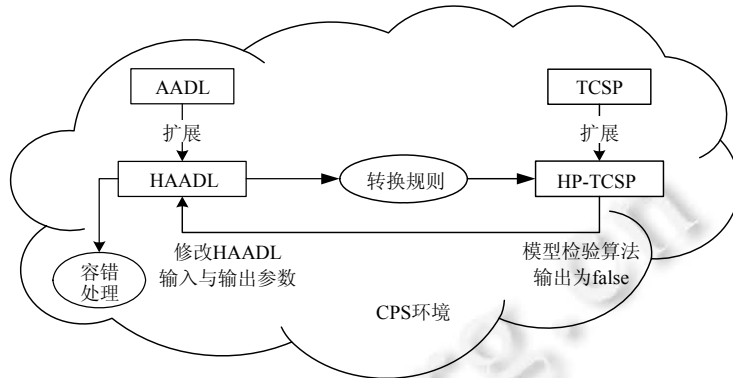 AADL
TCSP
扩展
扩展
HAADL
转换规则
HP-TCSP
修改HAADL
输入与输出参数
模型检验算法
输出为false
容错
处理
CPS环境